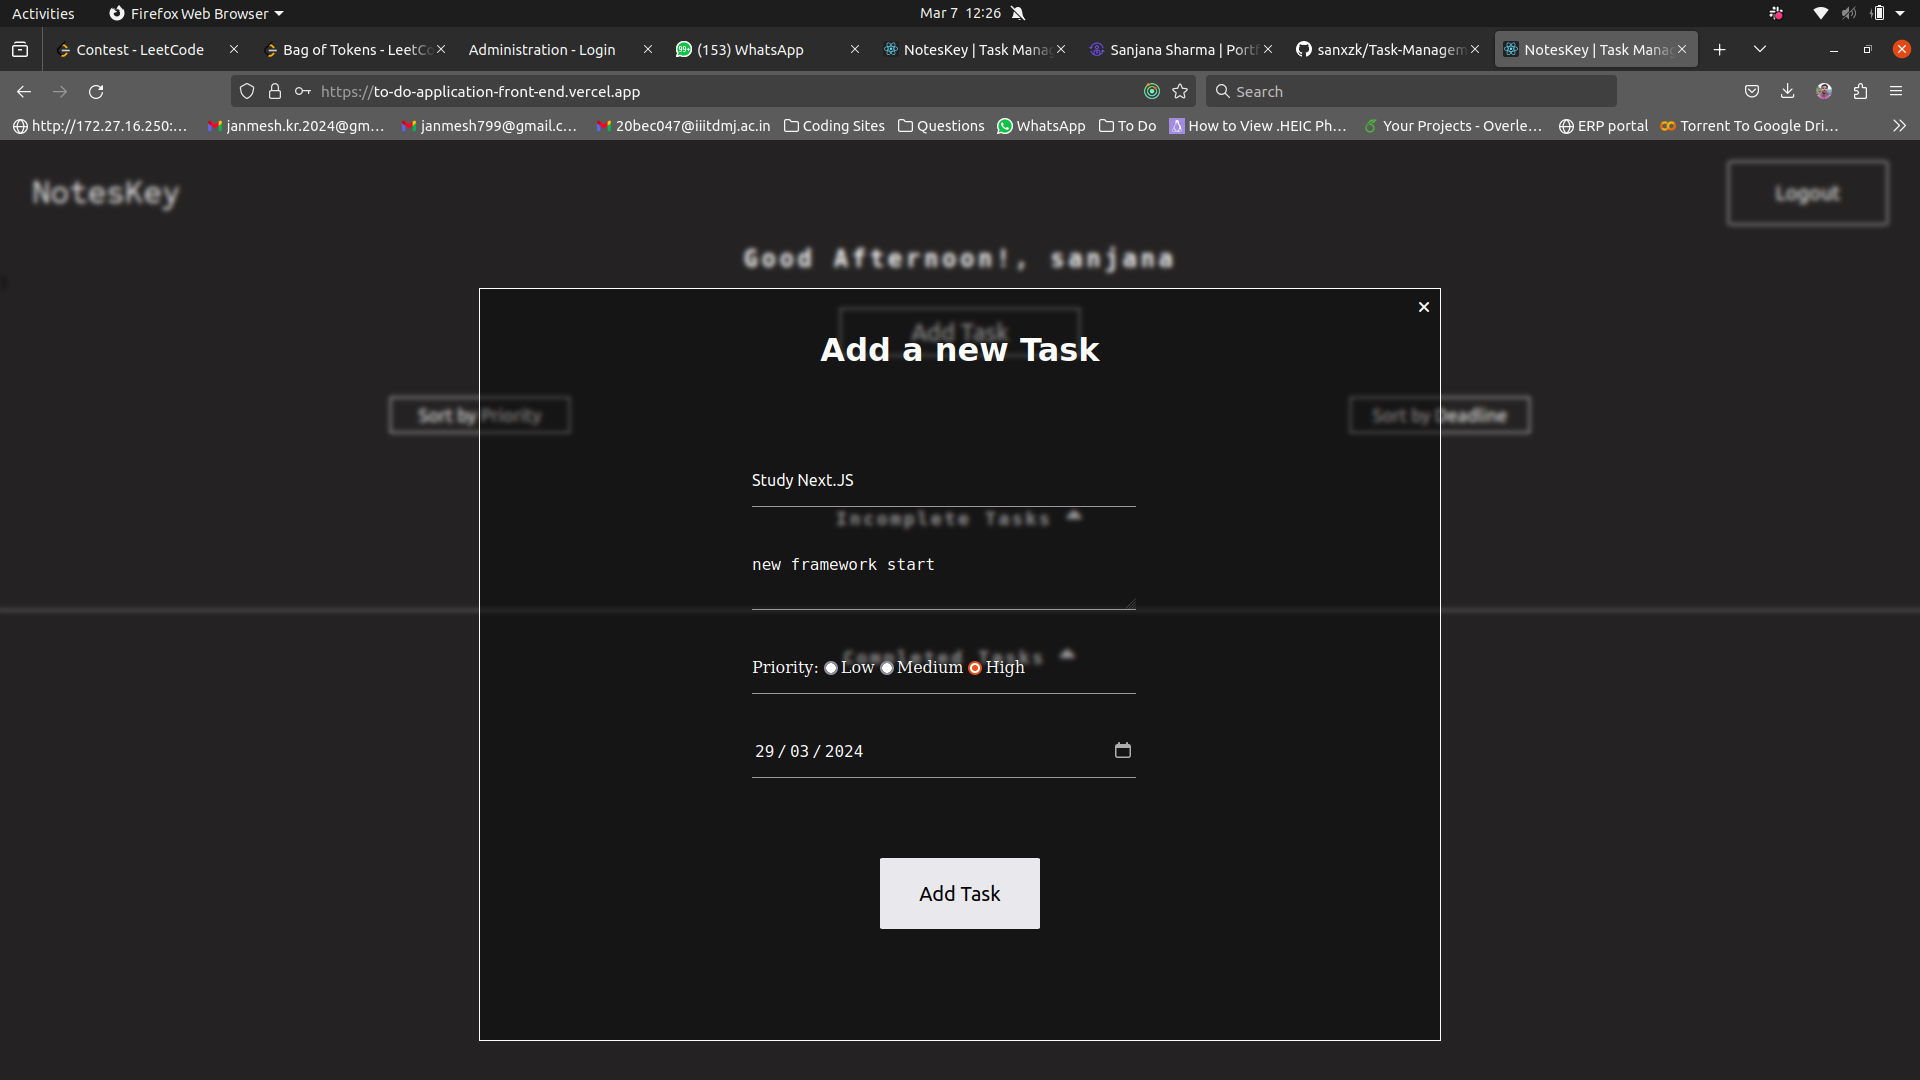 Activities Firefox Web Browser Mar 7 12:26
Contest - LeetCode Bag of Tokens - LeetCo Administration - Login (153) WhatsApp NotesKey | Task Mana Sanjana Sharma | Portf sanxzk/Task-Managem NotesKey | Task Mana
https://to-do-application-front-end.vercel.app Search
http://172.27.16.250:... janmesh.kr.2024@gm... janmesh799@gmail.c... 20bec047@iiitdmj.ac.in Coding Sites Questions WhatsApp To Do How to View .HEIC Ph... Your Projects - Overle... ERP portal Torrent To Google Dri...
NotesKey Logout
Good Afternoon!, sanjana
Add Task
Add a new Task
Sort by Priority Sort by Deadline
Study Next.JS
Incomplete Tasks
new framework start
Completed Tasks
Priority: Low Medium High
29/03/2024
Add Task